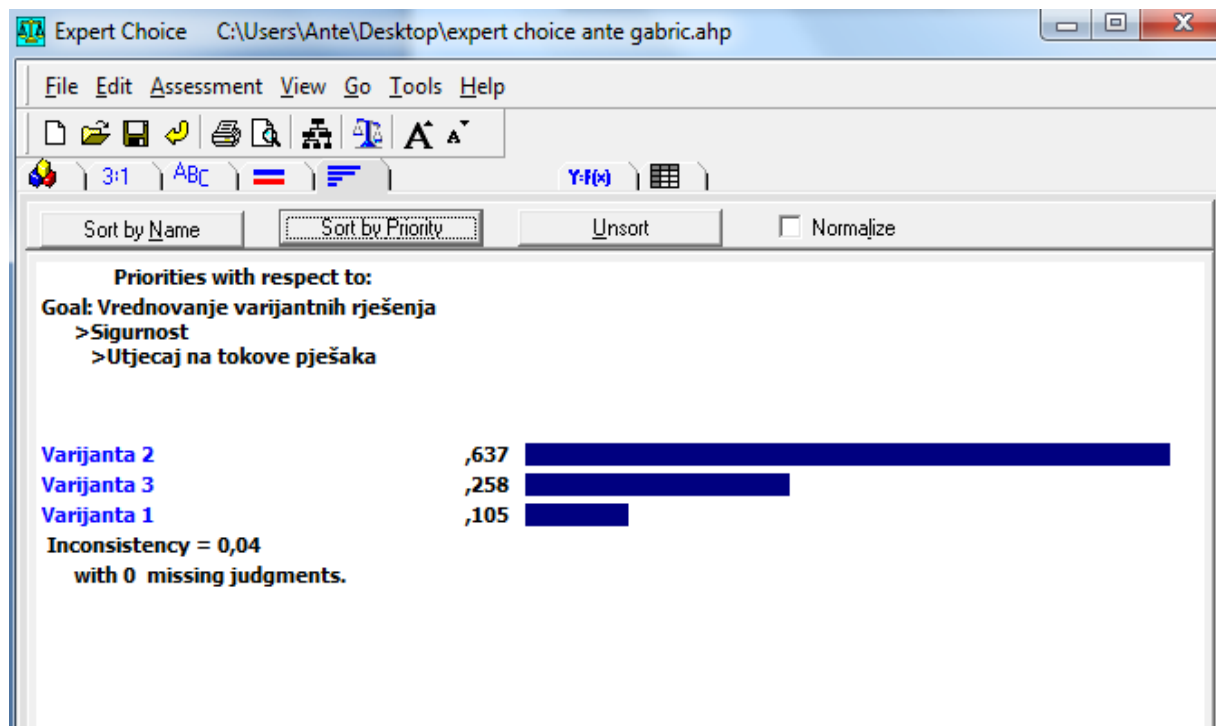 Expert Choice C:\Users\Ante\Desktop\expert choice ante gabric.ahp
File Edit Assessment View Go Tools Help
A A
3:1 ABC Y=F(x)
Sort by Name Sort by Priority Unsort Normalize
Priorities with respect to:
Goal: Vrednovanje varijantnih rješenja
>Sigurnost
>Utjecaj na tokove pješaka
Varijanta 2 ,637
Varijanta 3 ,258
Varijanta 1 ,105
Inconsistency = 0,04
with 0 missing judgments.